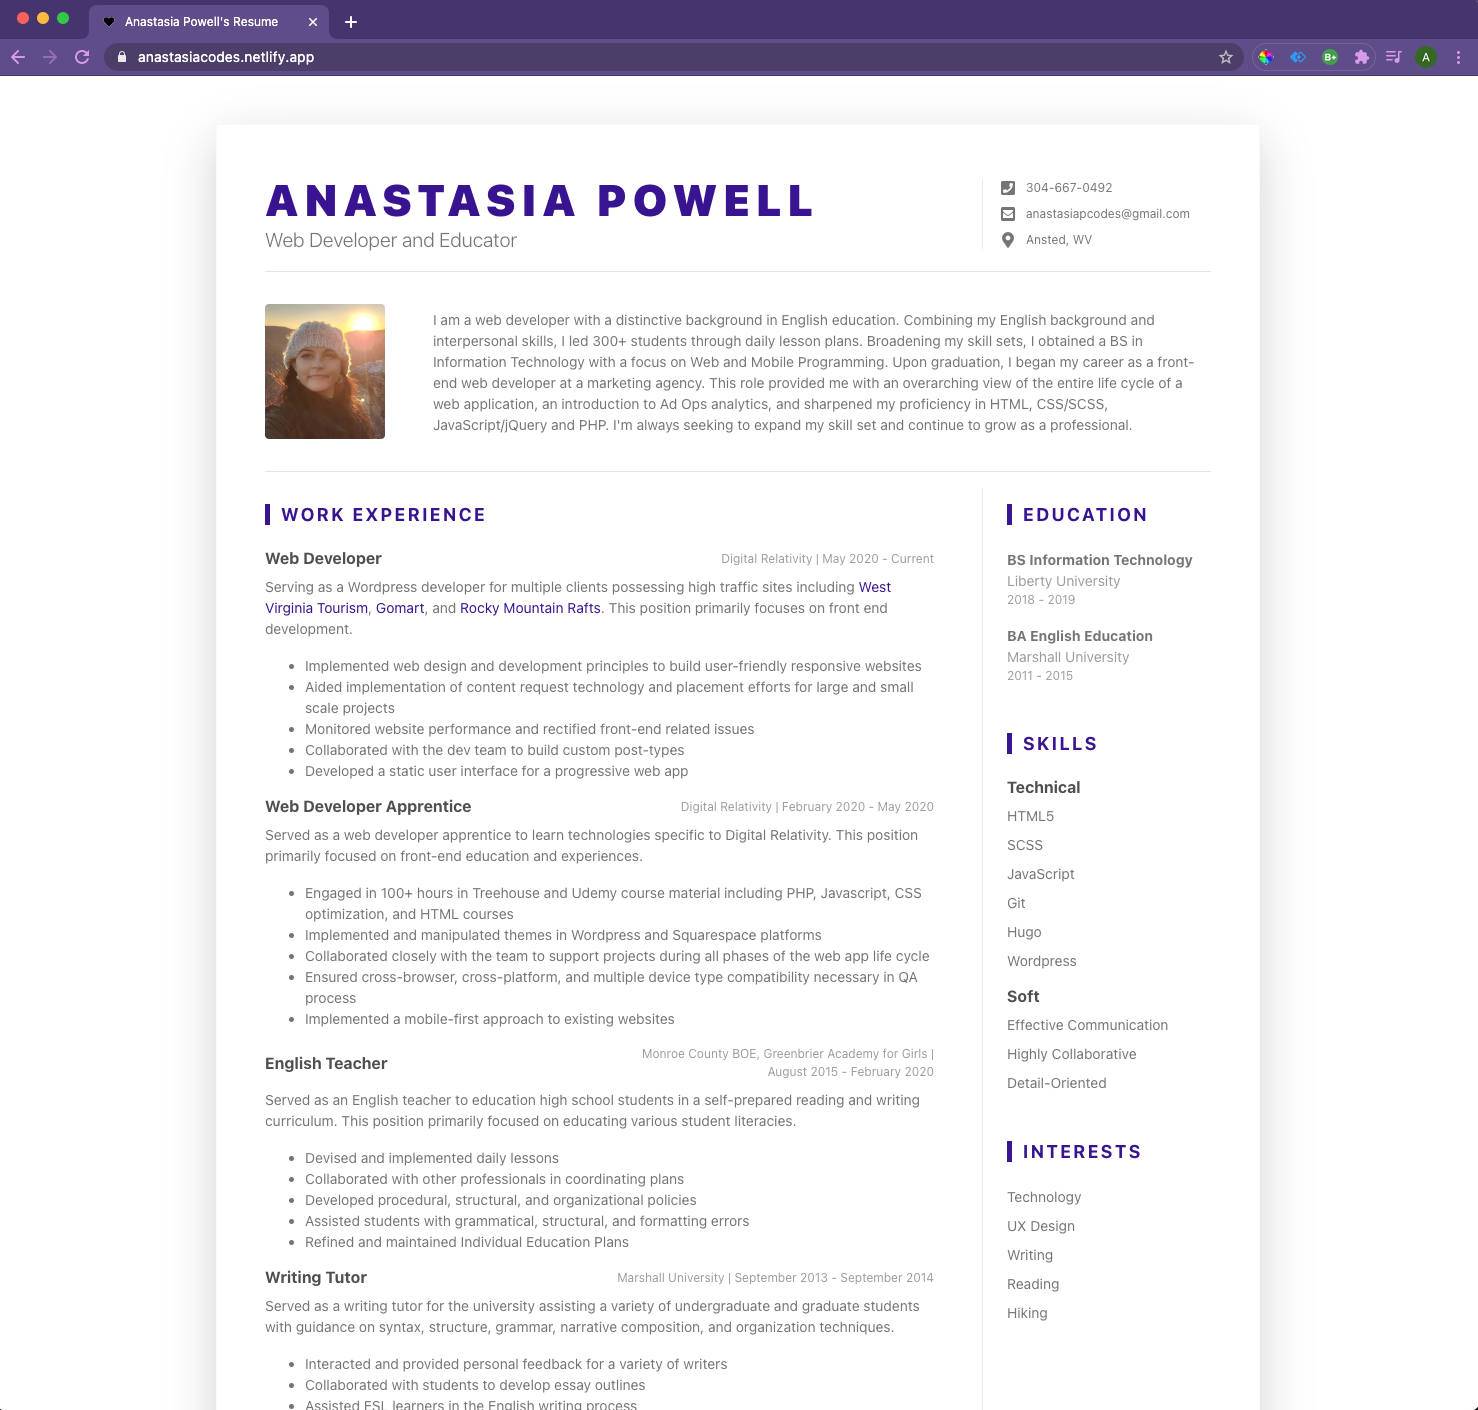 Anastasia Powell's Resume
anastasiacodes.netlify.app
B+
A
ANASTASIA POWELL
Web Developer and Educator
304-667-0492
anastasiapcodes@gmail.com
Ansted, WV
I am a web developer with a distinctive background in English education. Combining my English background and
interpersonal skills, I led 300+ students through daily lesson plans. Broadening my skill sets, I obtained a BS in
Information Technology with a focus on Web and Mobile Programming. Upon graduation, I began my career as a front-
end web developer at a marketing agency. This role provided me with an overarching view of the entire life cycle of a
web application, an introduction to Ad Ops analytics, and sharpened my proficiency in HTML, CSS/SCSS,
JavaScript/jQuery and PHP. I'm always seeking to expand my skill set and continue to grow as a professional.
WORK EXPERIENCE
Web Developer
Digital Relativity | May 2020 - Current
Serving as a Wordpress developer for multiple clients possessing high traffic sites including West
Virginia Tourism, Gomart, and Rocky Mountain Rafts. This position primarily focuses on front end
development.
• Implemented web design and development principles to build user-friendly responsive websites
• Aided implementation of content request technology and placement efforts for large and small
scale projects
• Monitored website performance and rectified front-end related issues
• Collaborated with the dev team to build custom post-types
• Developed a static user interface for a progressive web app
Web Developer Apprentice
Digital Relativity | February 2020 - May 2020
Served as a web developer apprentice to learn technologies specific to Digital Relativity. This position
primarily focused on front-end education and experiences.
• Engaged in 100+ hours in Treehouse and Udemy course material including PHP, Javascript, CSS
optimization, and HTML courses
• Implemented and manipulated themes in Wordpress and Squarespace platforms
• Collaborated closely with the team to support projects during all phases of the web app life cycle
• Ensured cross-browser, cross-platform, and multiple device type compatibility necessary in QA
process
• Implemented a mobile-first approach to existing websites
English Teacher
Monroe County BOE, Greenbrier Academy for Girls |
August 2015 - February 2020
Served as an English teacher to education high school students in a self-prepared reading and writing
curriculum. This position primarily focused on educating various student literacies.
• Devised and implemented daily lessons
• Collaborated with other professionals in coordinating plans
• Developed procedural, structural, and organizational policies
• Assisted students with grammatical, structural, and formatting errors
• Refined and maintained Individual Education Plans
Writing Tutor
Marshall University | September 2013 - September 2014
Served as a writing tutor for the university assisting a variety of undergraduate and graduate students
with guidance on syntax, structure, grammar, narrative composition, and organization techniques.
• Interacted and provided personal feedback for a variety of writers
• Collaborated with students to develop essay outlines
• Assisted ESL learners in the English writing process
EDUCATION
BS Information Technology
Liberty University
2018 - 2019
BA English Education
Marshall University
2011 - 2015
SKILLS
Technical
HTML5
SCSS
JavaScript
Git
Hugo
Wordpress
Soft
Effective Communication
Highly Collaborative
Detail-Oriented
INTERESTS
Technology
UX Design
Writing
Reading
Hiking